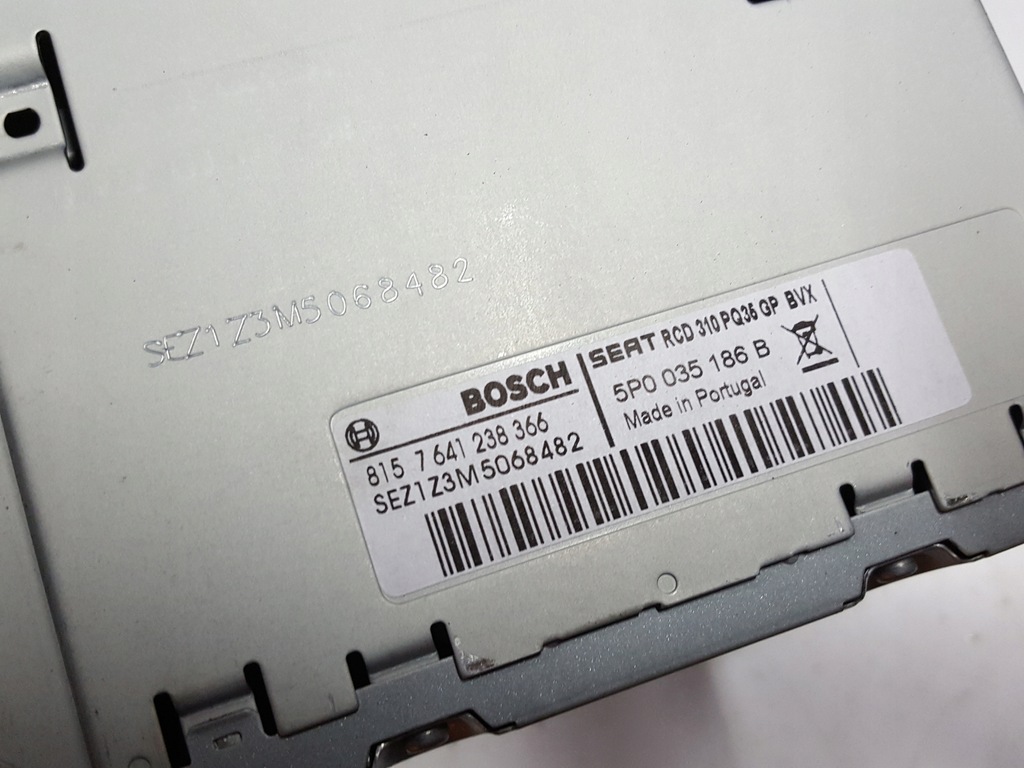 SEZ1Z3M5068482
BOSCH
815 7 641 238 366
SEZ1Z3M5068482
SEAT RCD 310 PQ35 GP BVX
5P0 035 186 B
Made in Portugal